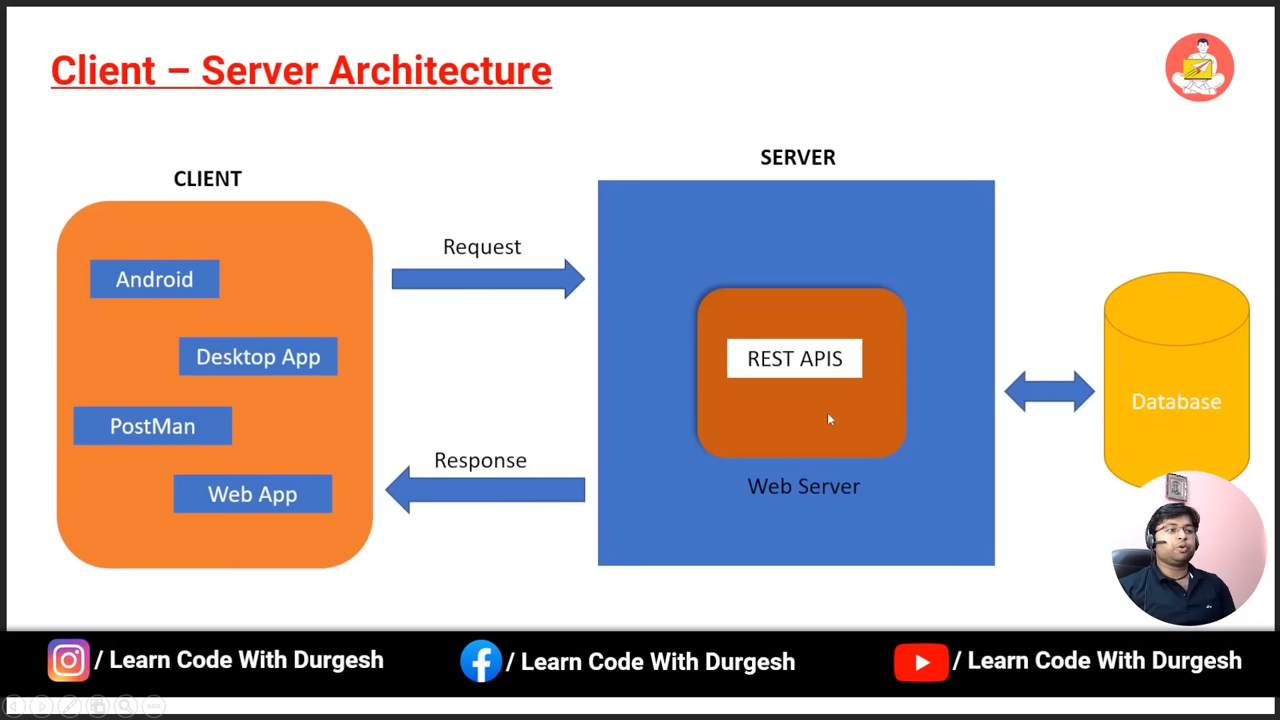 Client – Server Architecture
CLIENT
SERVER
Android
Desktop App
PostMan
Web App
Request
Response
REST APIS
Web Server
Database
/ Learn Code With Durgesh
/ Learn Code With Durgesh
/ Learn Code With Durgesh